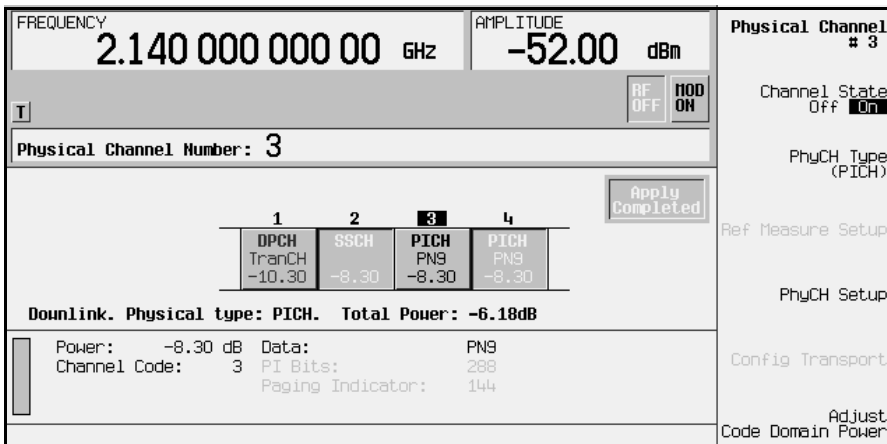 FREQUENCY
2.140 000 000 00 GHz
AMPLITUDE
-52.00 dBm
RF
OFF
MOD
ON
T
Physical Channel Number: 3
Apply
Completed
1 2 3 4
DPCH SSCH PICH PICH
TranCH PN9 PN9
-10.30 -8.30 -8.30 -8.30
Downlink. Physical type: PICH. Total Power: -6.18dB
Power: -8.30 dB Data: PN9
Channel Code: 3 PI Bits: 288
Paging Indicator: 144
Physical Channel
# 3
Channel State
Off On
PhyCH Type
(PICH)
Ref Measure Setup
PhyCH Setup
Config Transport
Adjust
Code Domain Power